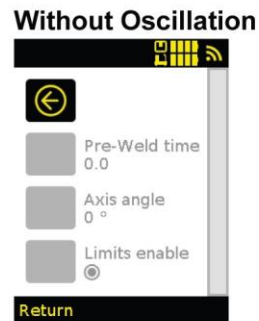 Without Oscillation
Pre-Weld time
0.0
Axis angle
0 °
Limits enable
Return